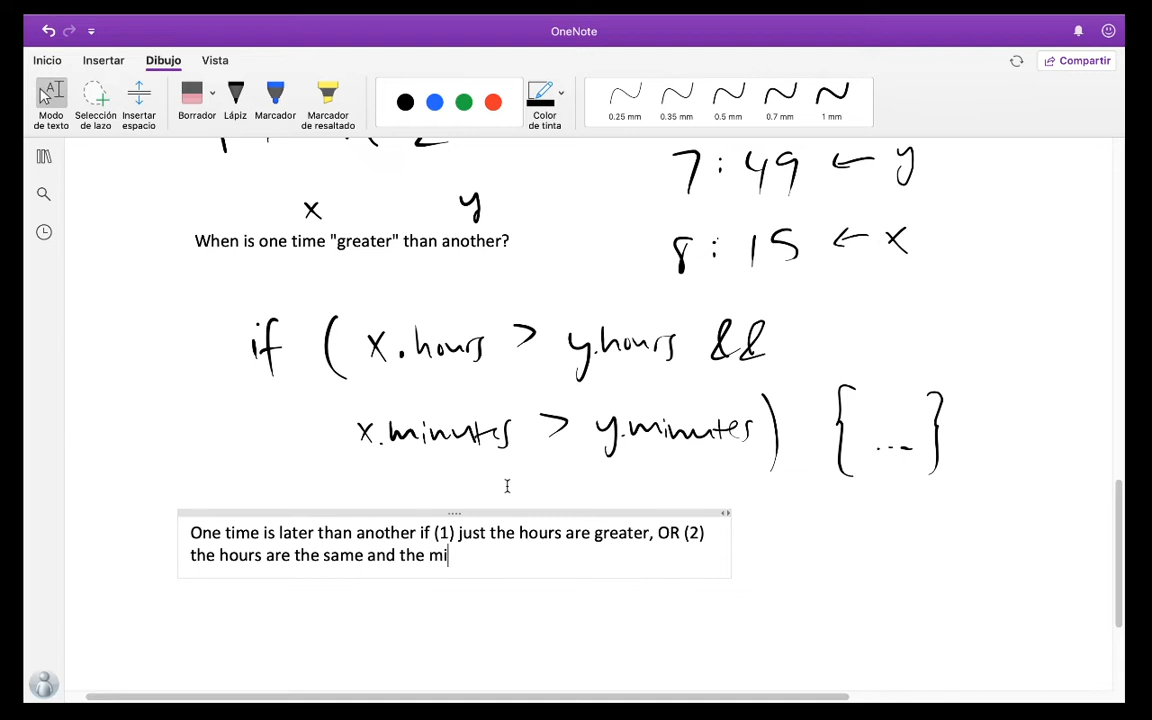 OneNote
Inicio Insertar Dibujo Vista
Compartir
Modo de texto
Selección de lazo
Insertar espacio
Borrador
Lápiz
Marcador
Marcador de resaltado
Color de tinta
0.25 mm 0.35 mm 0.5 mm 0.7 mm 1 mm
7:49 ← y
x y
When is one time "greater" than another?
8:15 ← x
if ( x.hours > y.hours &&
x.minutes > y.minutes) { ... }
One time is later than another if (1) just the hours are greater, OR (2)
the hours are the same and the mi